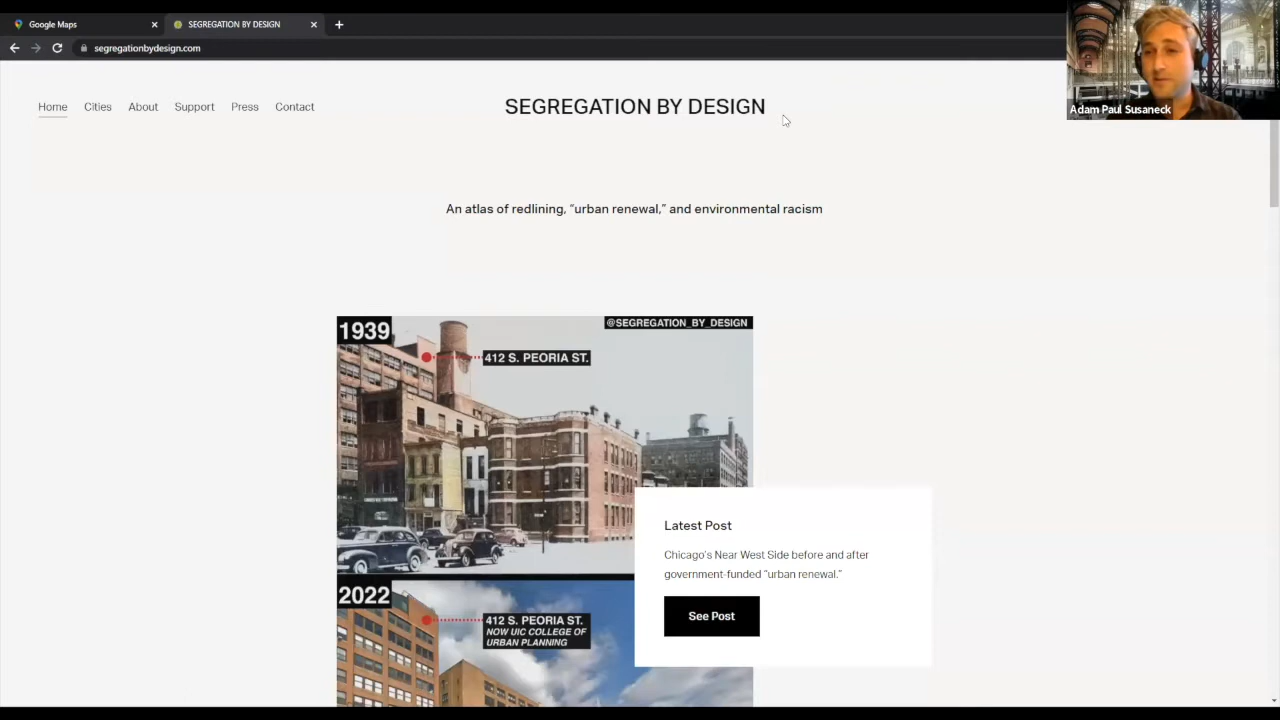 Google Maps
SEGREGATION BY DESIGN
segregationbydesign.com
Adam Paul Susaneck
Home Cities About Support Press Contact
SEGREGATION BY DESIGN
An atlas of redlining, “urban renewal,” and environmental racism
1939
@SEGREGATION_BY_DESIGN
412 S. PEORIA ST.
Latest Post
Chicago’s Near West Side before and after
government-funded “urban renewal.”
See Post
2022
412 S. PEORIA ST.
NOW UIC COLLEGE OF
URBAN PLANNING